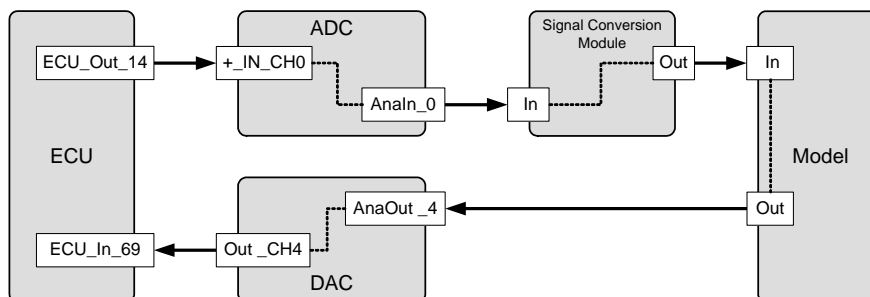 ADC
Signal Conversion
Module
ECU_Out_14
+_IN_CH0
Out
In
AnaIn_0
In
ECU
Model
AnaOut _4
Out
ECU_In_69
Out _CH4
DAC